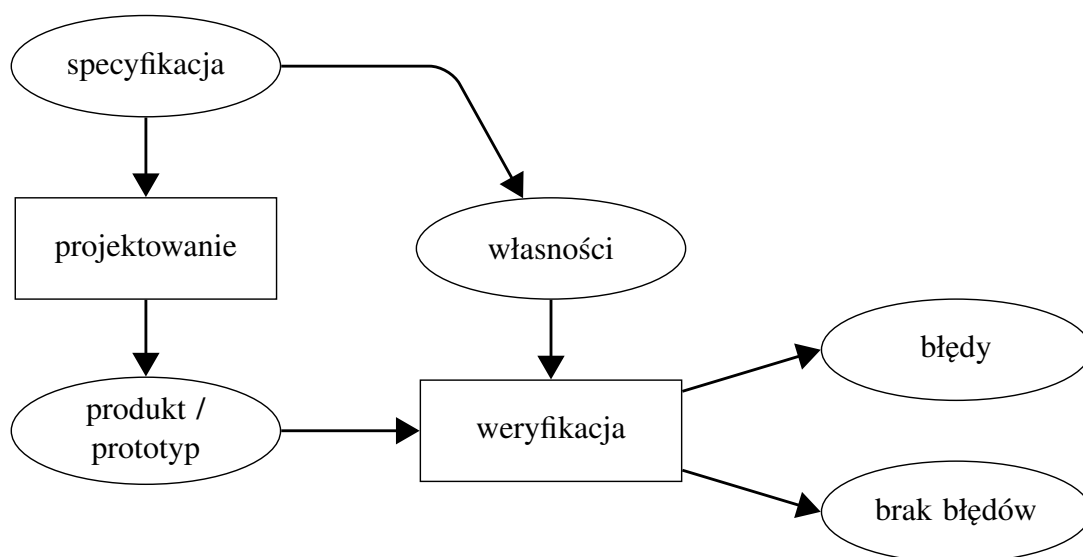 specyfikacja
projektowanie
własności
błędy
produkt /
prototyp
weryfikacja
brak błędów